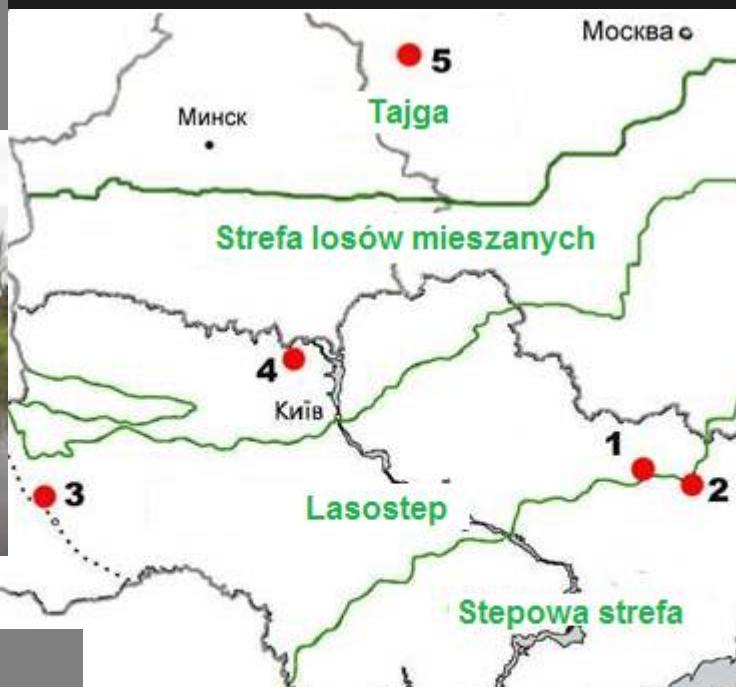 Москва
5
Tajga
Минск
Strefa losów mieszanych
4
Київ
1
2
3
Lasostep
Stepowa strefa